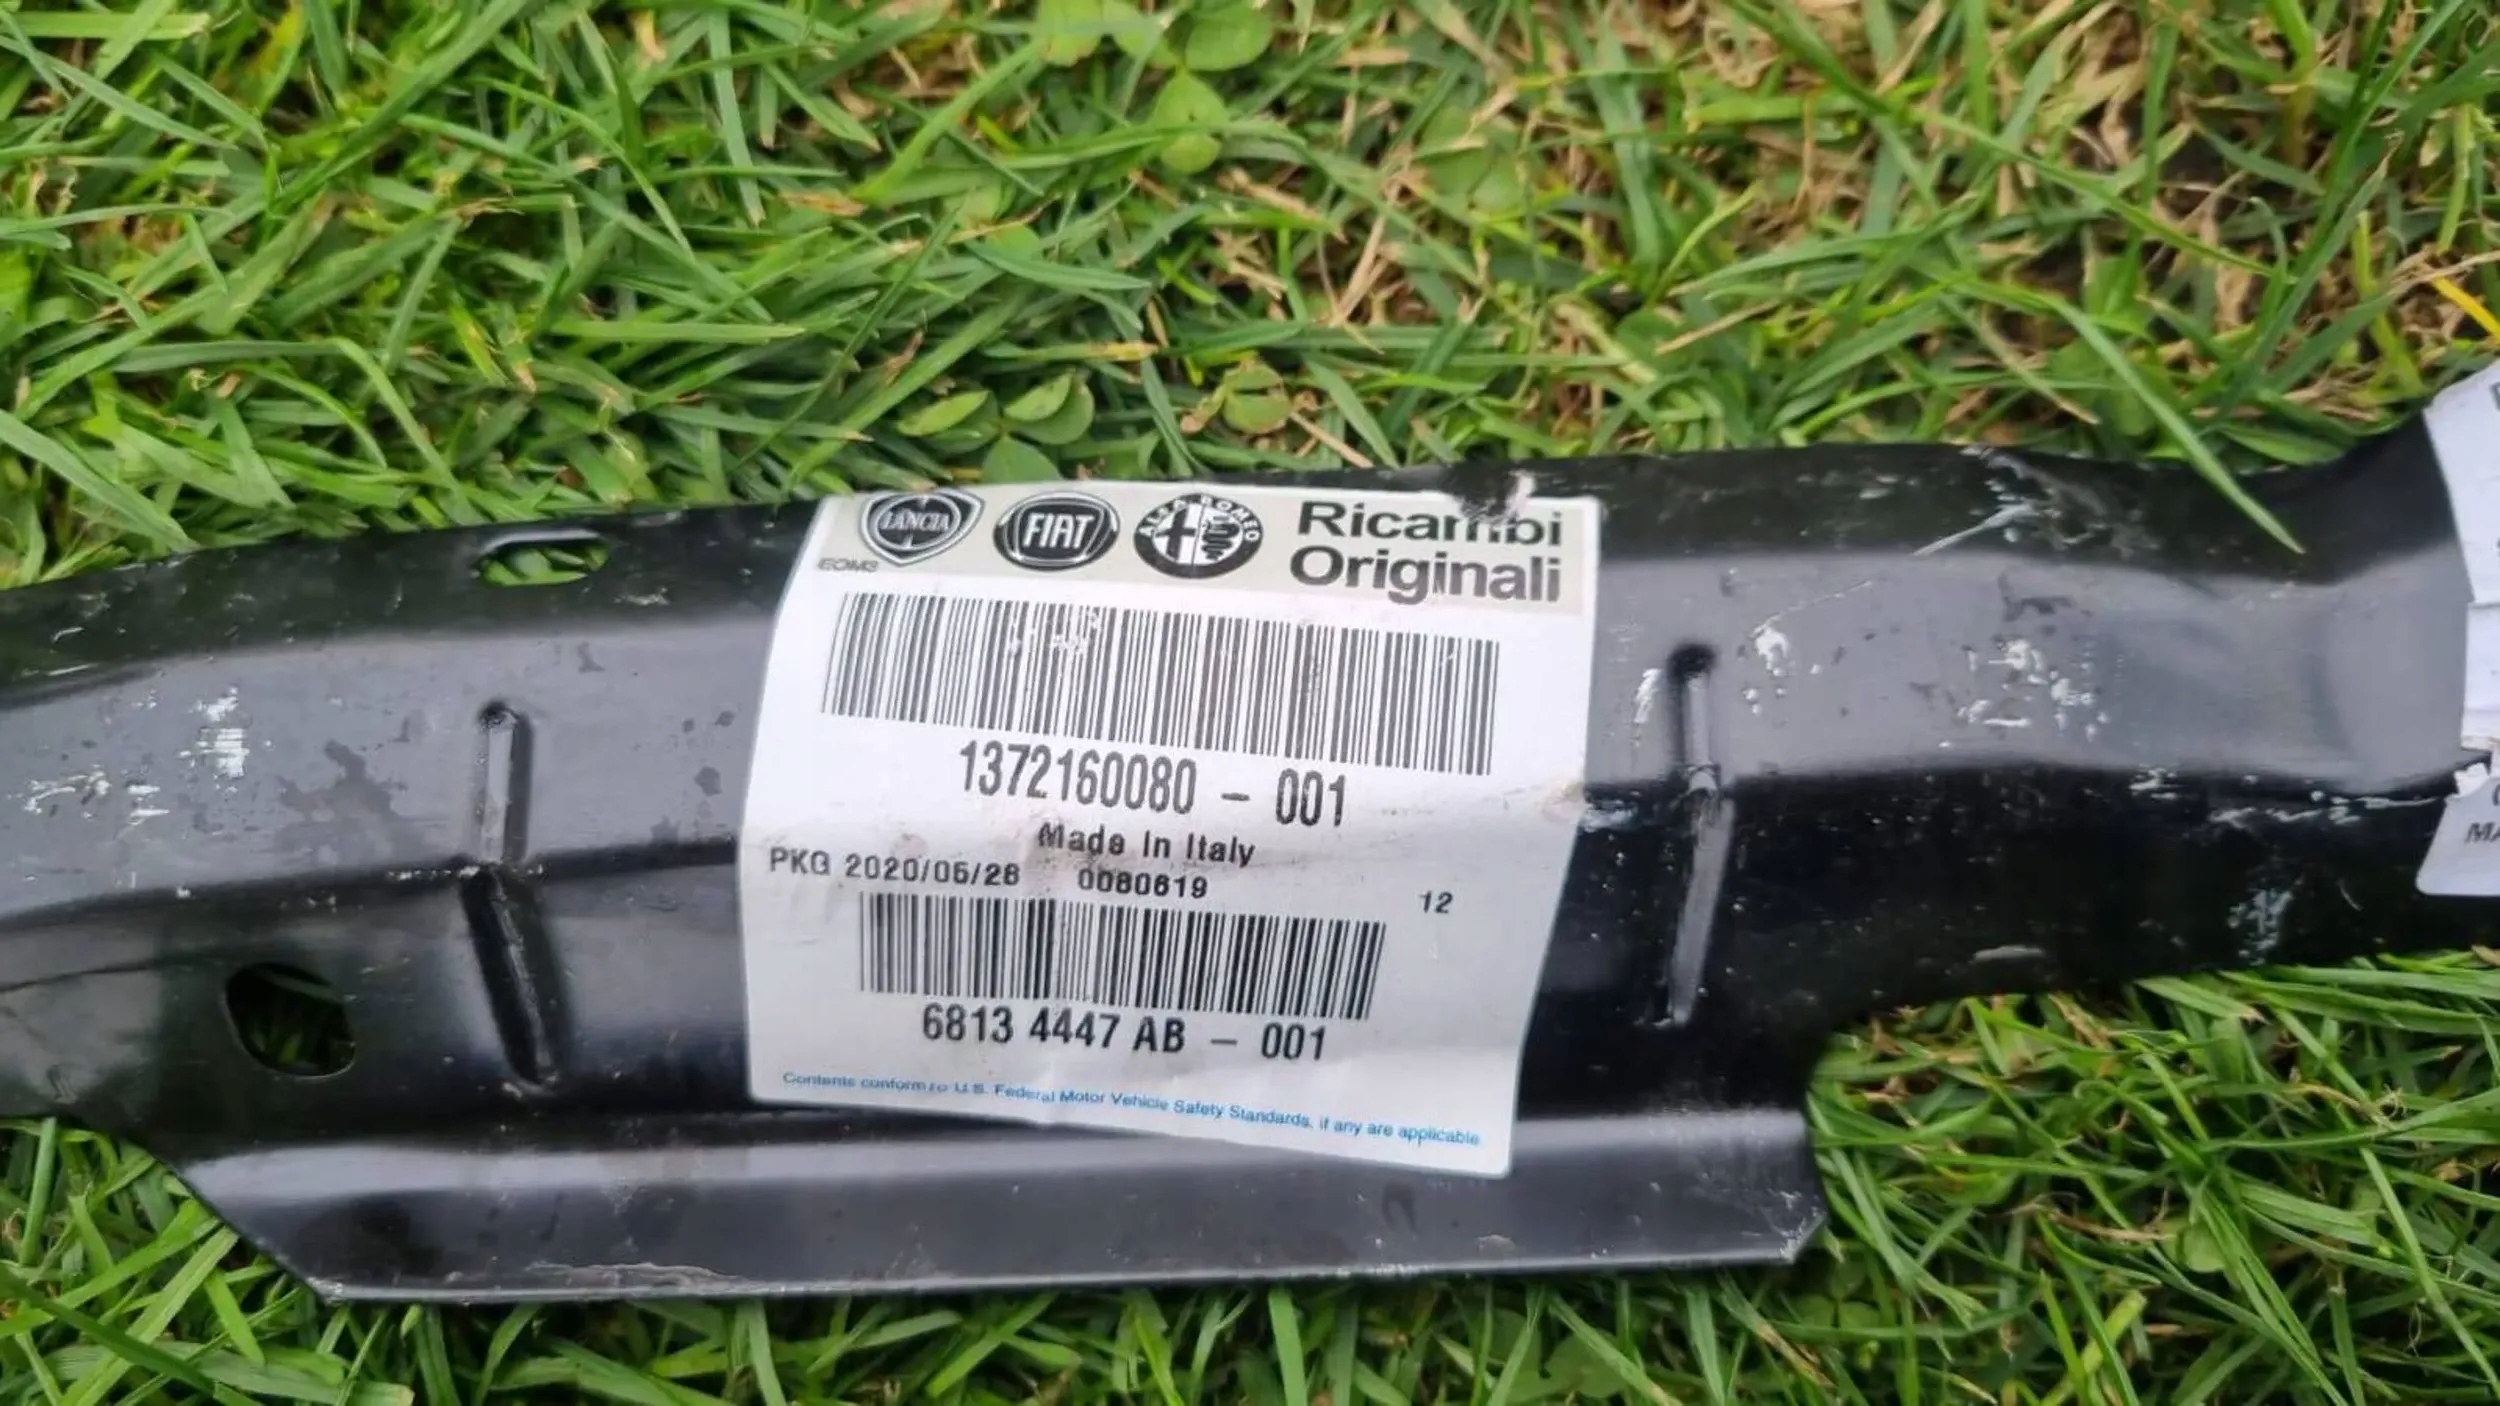 LANCIA
FIAT
ALFA ROMEO
Ricambi
Originali
EOM3
1372160080 - 001
Made In Italy
PKG 2020/05/28 0080619
12
6813 4447 AB - 001
Contents conform to U.S. Federal Motor Vehicle Safety Standards, if any are applicable